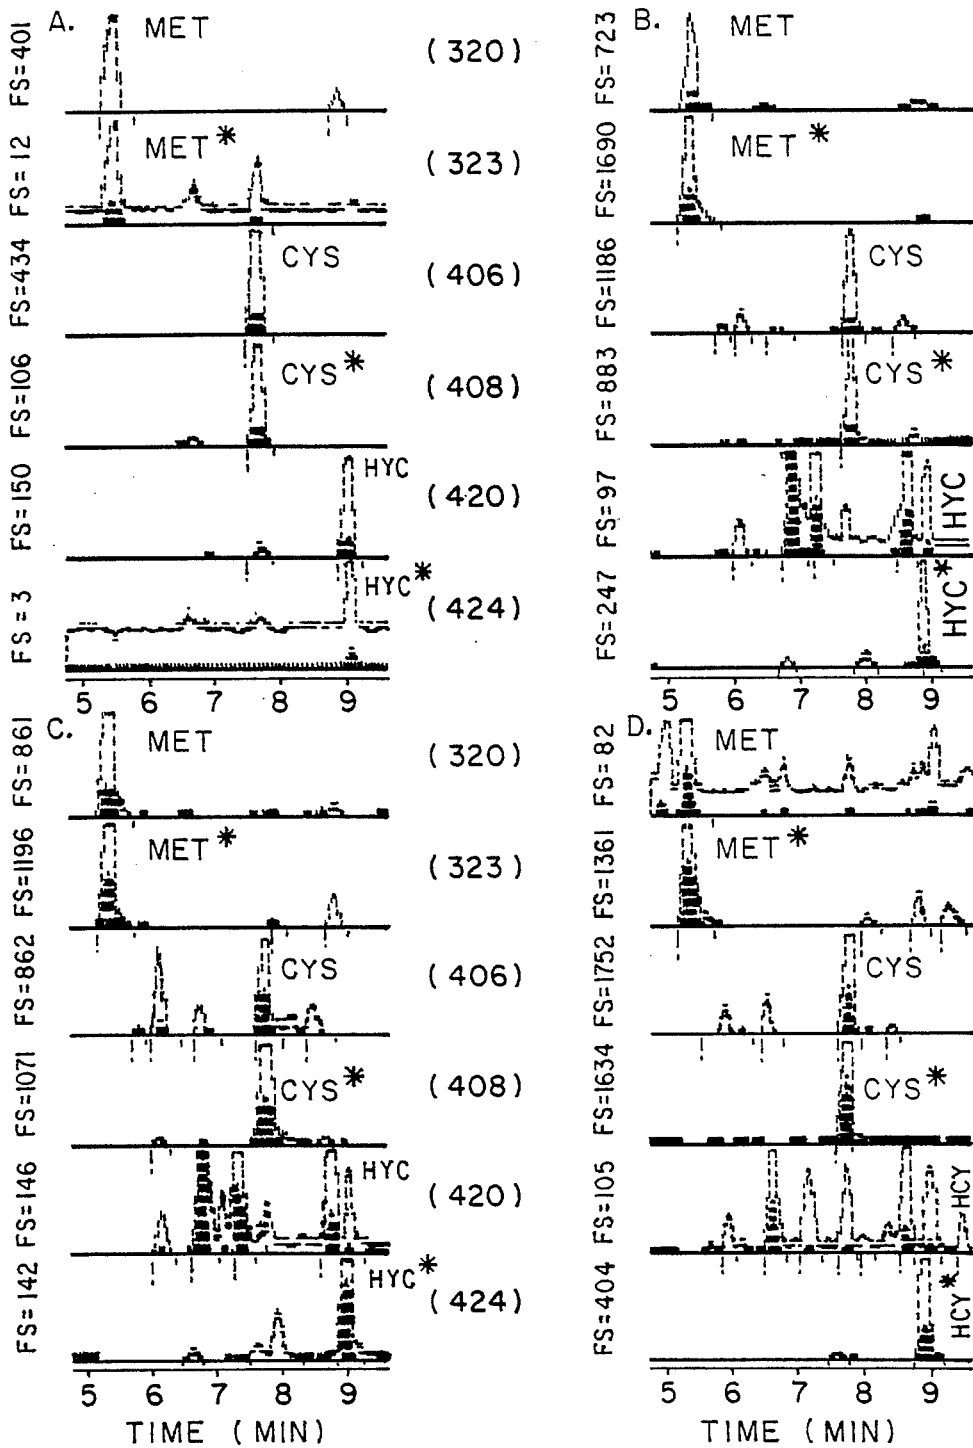 A.
FS=401
MET
(320)
FS=12
MET*
(323)
FS=434
CYS
(406)
FS=106
CYS*
(408)
FS=150
HYC
(420)
FS=3
HYC*
(424)
5 6 7 8 9
B.
FS=723
MET
FS=1690
MET*
FS=1186
CYS
FS=883
CYS*
FS=97
HYC
FS=247
HYC*
5 6 7 8 9
C.
FS=861
MET
(320)
FS=1196
MET*
(323)
FS=862
CYS
(406)
FS=1071
CYS*
(408)
FS=146
HYC
(420)
FS=142
HYC*
(424)
5 6 7 8 9
TIME (MIN)
D.
FS=82
MET
FS=1361
MET*
FS=1752
CYS
FS=1634
CYS*
FS=105
HCY
FS=404
HCY*
5 6 7 8 9
TIME (MIN)